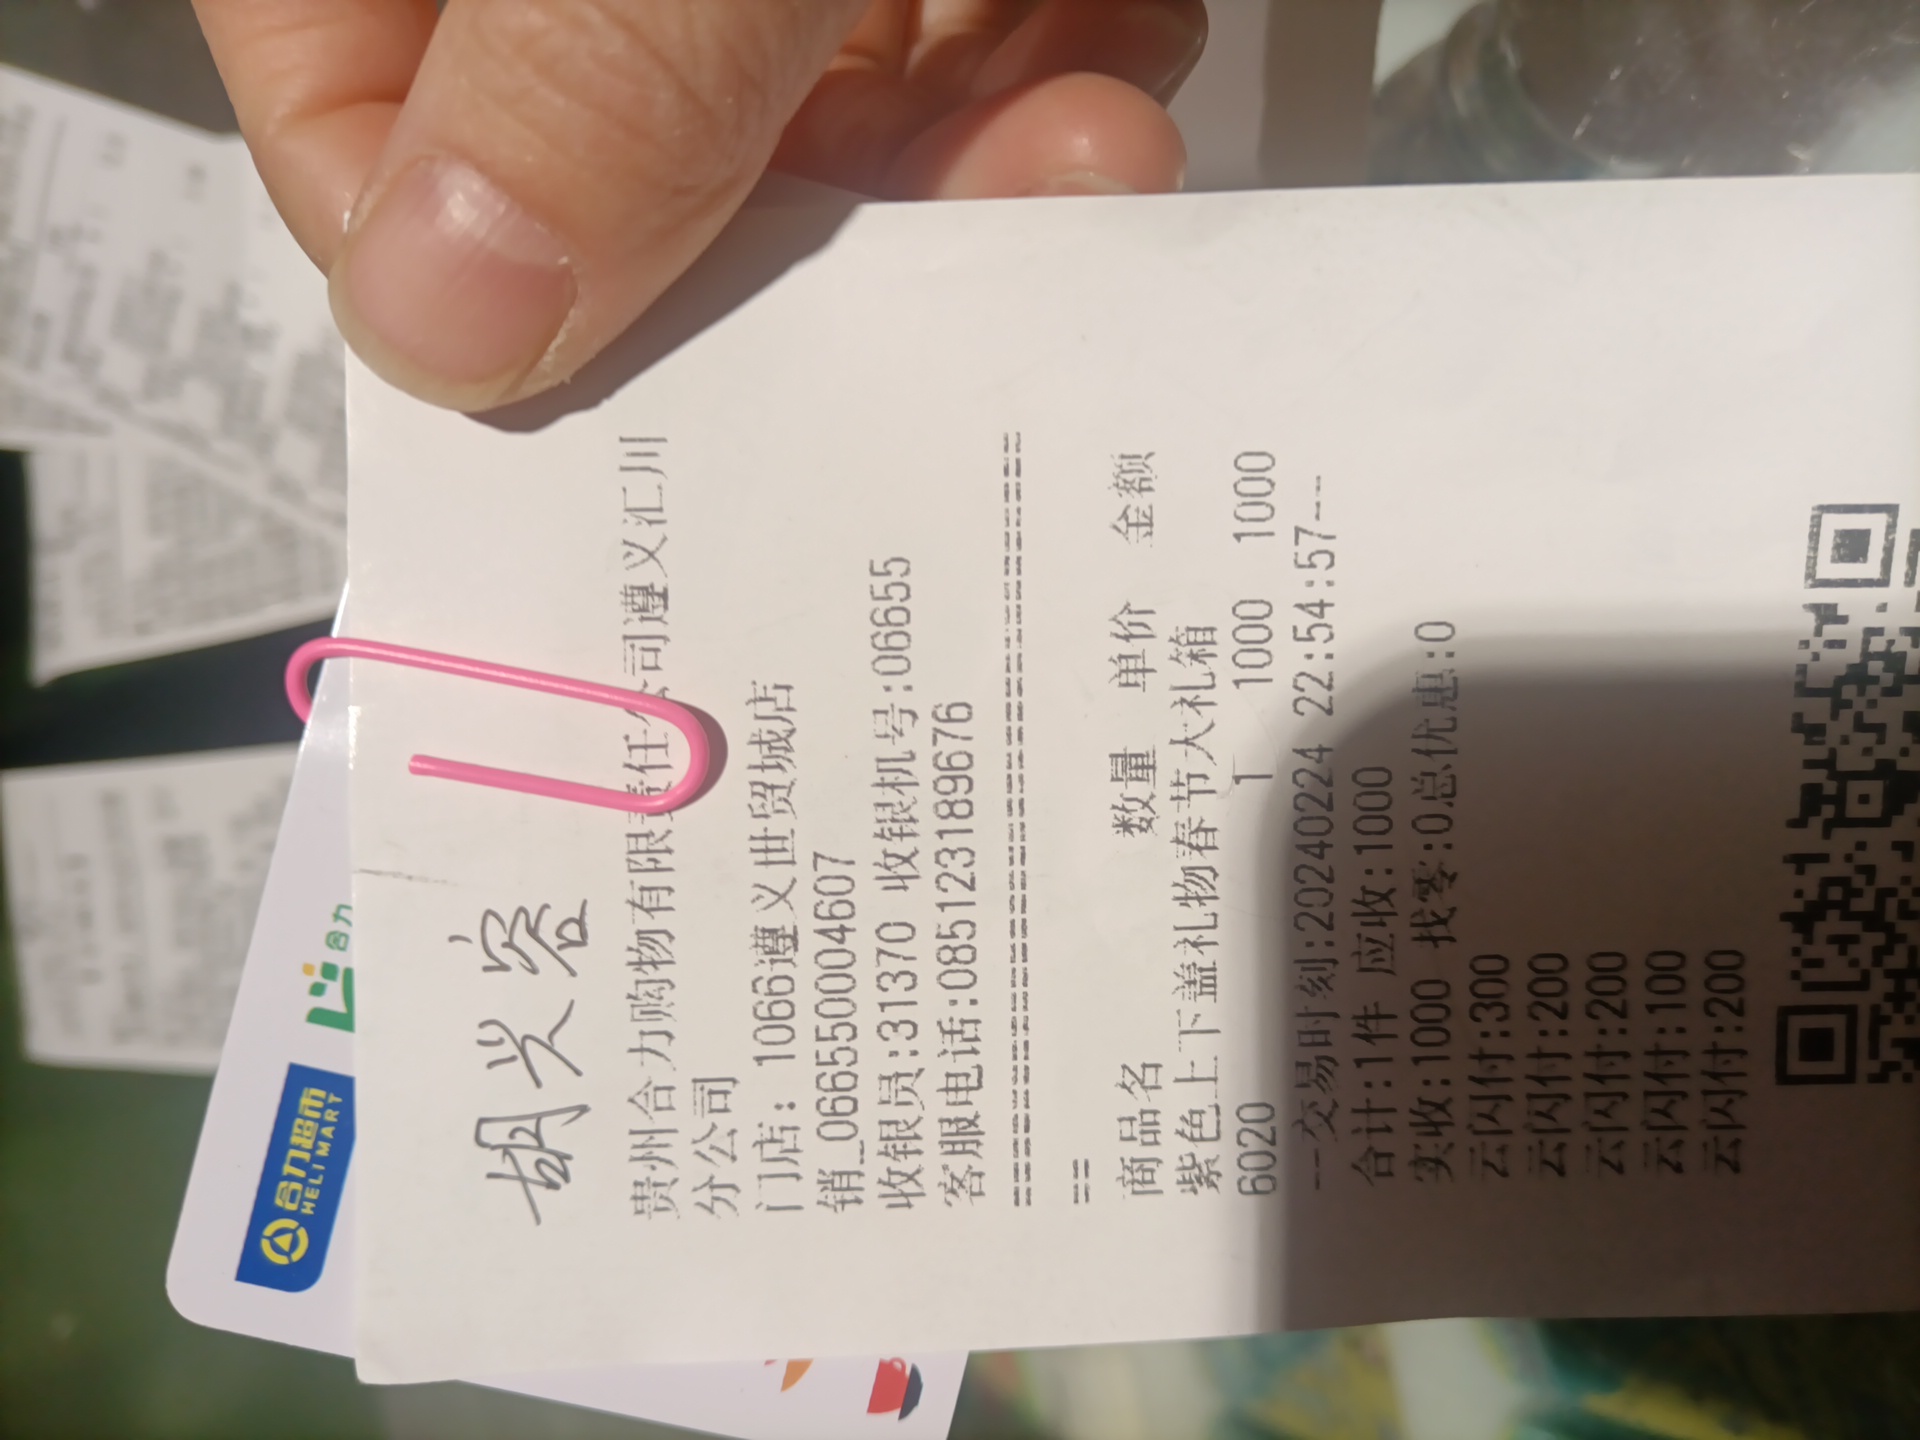 胡兴容
贵州合力购物有限责任公司遵义汇川
分公司
门店: 1066遵义世贸城店
销_066550004607
收银员:31370 收银机号:06655
客服电话:085123189676
==
商品名 数量 单价 金额
紫色上下盖礼物春节大礼箱
6020 1 1000 1000
--交易时刻:20240224 22:54:57--
合计:1件 应收:1000
实收:1000 找零:0总优惠:0
云闪付:300
云闪付:200
云闪付:200
云闪付:100
云闪付:200
合力超市
HELIMART
合力